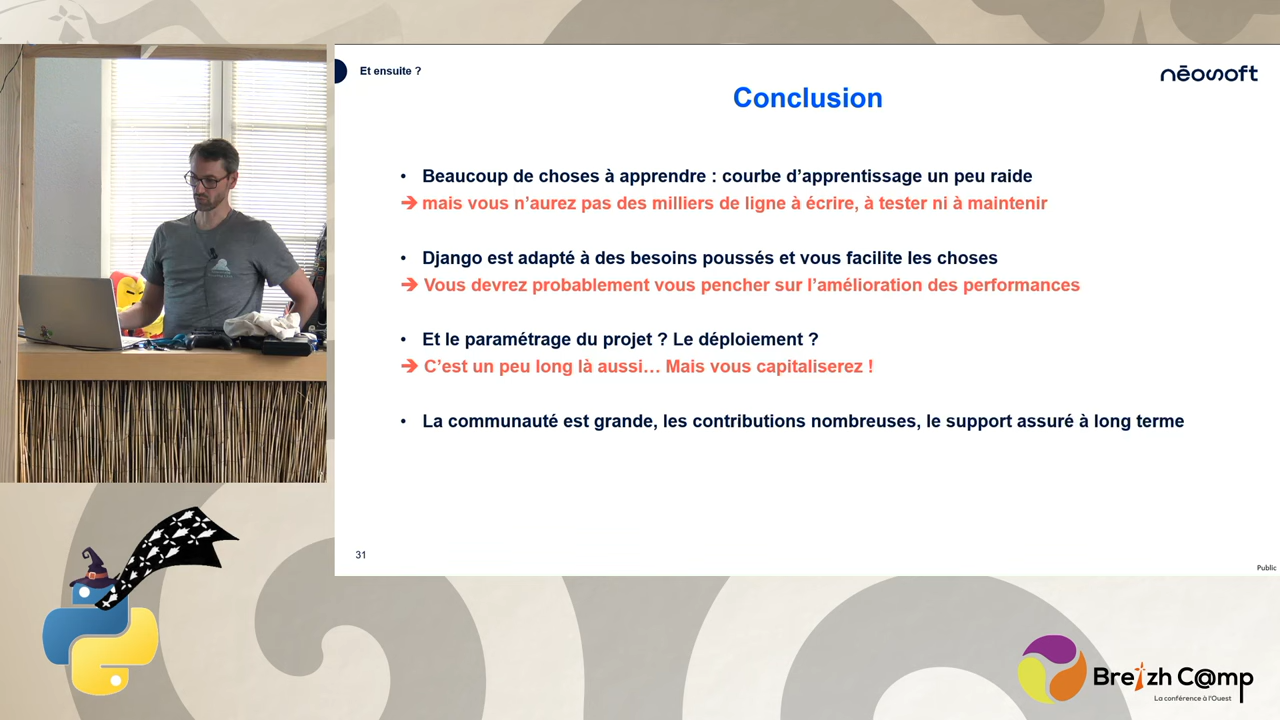 Et ensuite ?
nēosoft
Conclusion
• Beaucoup de choses à apprendre : courbe d’apprentissage un peu raide
➔ mais vous n’aurez pas des milliers de ligne à écrire, à tester ni à maintenir
• Django est adapté à des besoins poussés et vous facilite les choses
➔ Vous devrez probablement vous pencher sur l’amélioration des performances
• Et le paramétrage du projet ? Le déploiement ?
➔ C’est un peu long là aussi… Mais vous capitaliserez !
• La communauté est grande, les contributions nombreuses, le support assuré à long terme
31
Public
Breizh C@mp
La conférence à l'Ouest